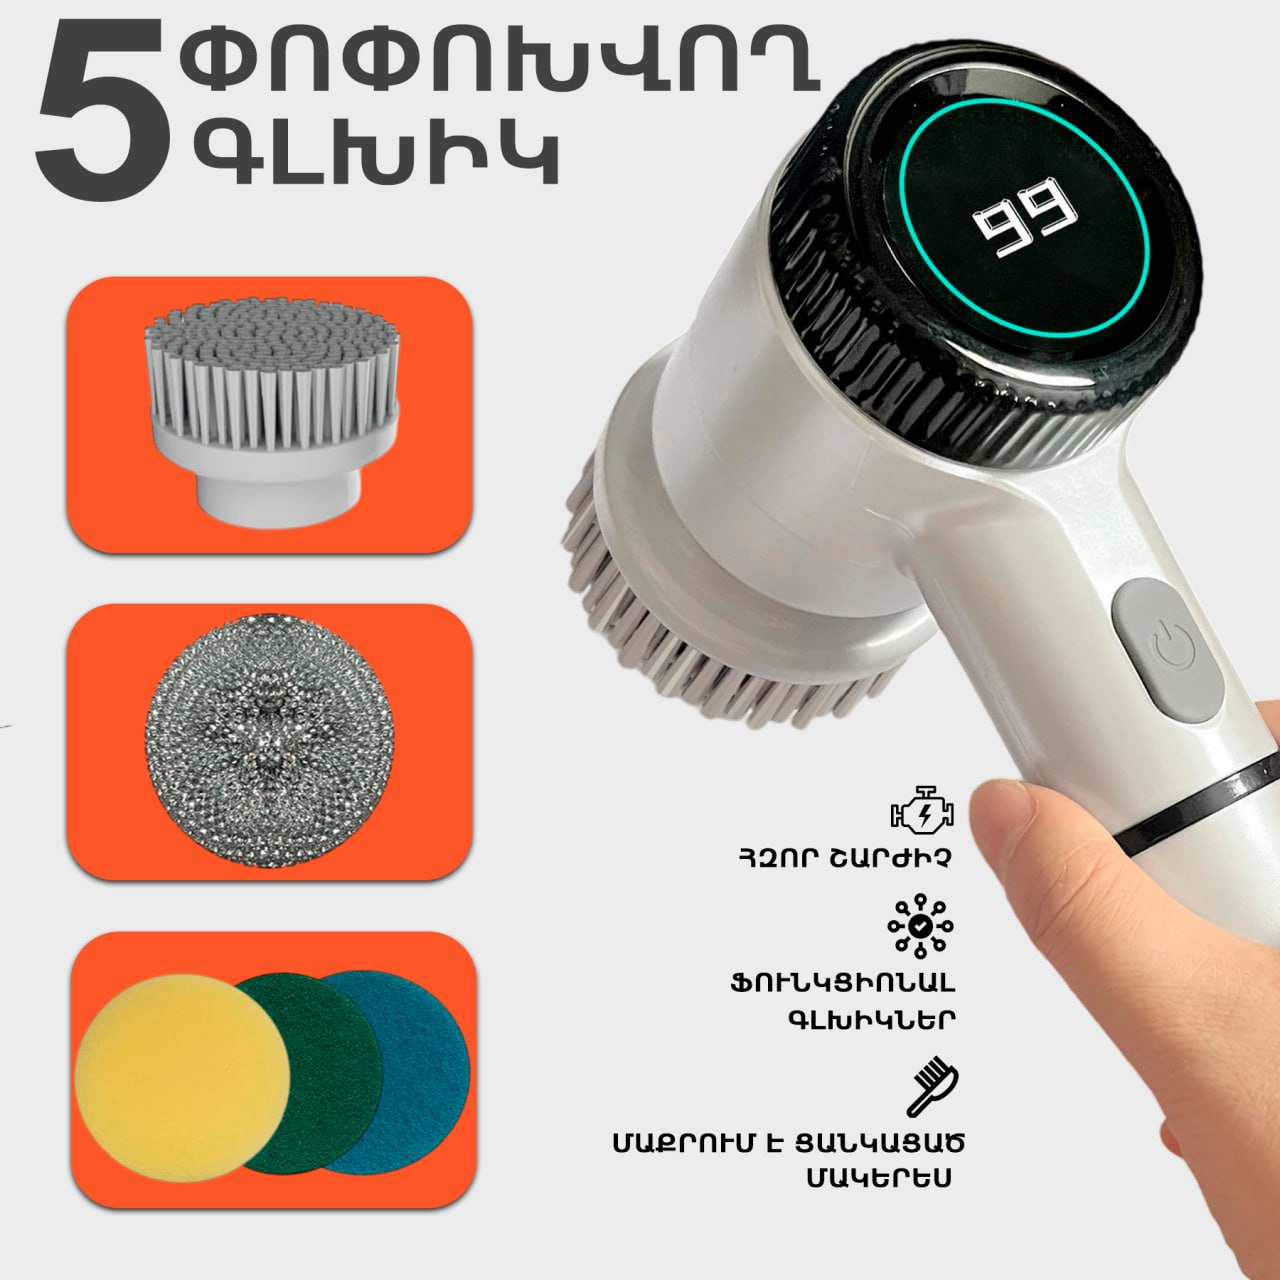 5 ՓՈՓՈԽՎՈՂ
ԳԼԽԻԿ
99
ՀԶՈՐ ՇԱՐԺԻՉ
ՖՈՒՆԿՑԻՈՆԱԼ
ԳԼԽԻԿՆԵՐ
ՄԱՔՐՈՒՄ Է ՑԱՆԿԱՑԱԾ
ՄԱԿԵՐԵՍ